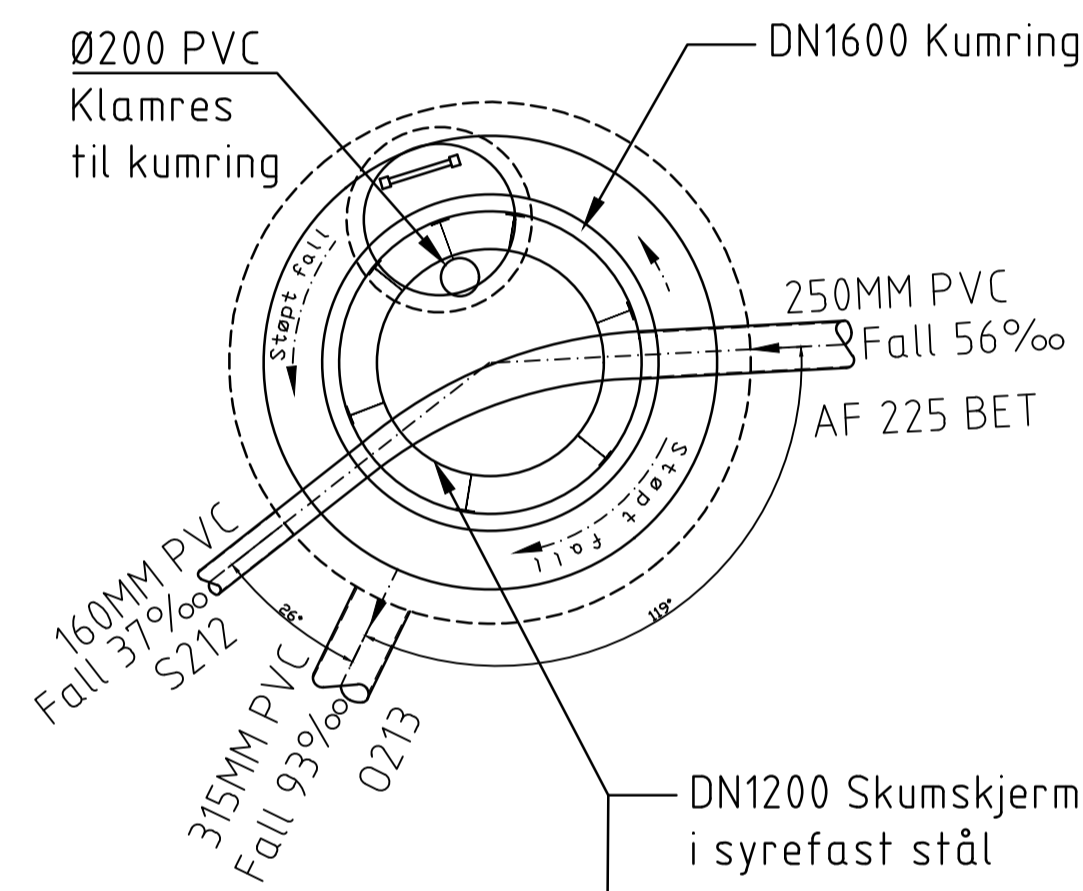 Ø200 PVC
Klamres
til kumring
DN1600 Kumring
Støpt fall
250MM PVC
Fall 56‰
AF 225 BET
Støpt fall
160MM PVC
Fall 37‰
S212
26°
119°
315MM PVC
Fall 93‰
O213
DN1200 Skumskjerm
i syrefast stål